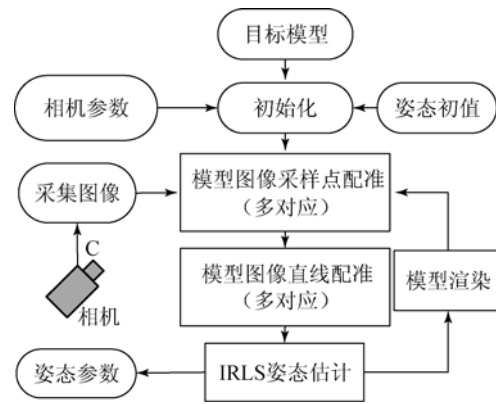 目标模型
相机参数
初始化
姿态初值
采集图像
模型图像采样点配准
（多对应）
C
相机
模型图像直线配准
（多对应）
模型渲染
姿态参数
IRLS姿态估计